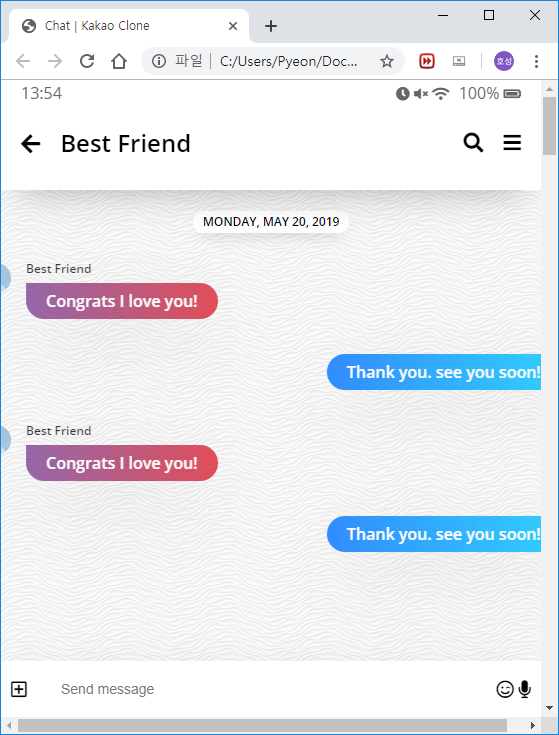 Chat | Kakao Clone
파일 | C:/Users/Pyeon/Doc...
호성
13:54
100%
Best Friend
MONDAY, MAY 20, 2019
Best Friend
Congrats I love you!
Thank you. see you soon!
Best Friend
Congrats I love you!
Thank you. see you soon!
Send message